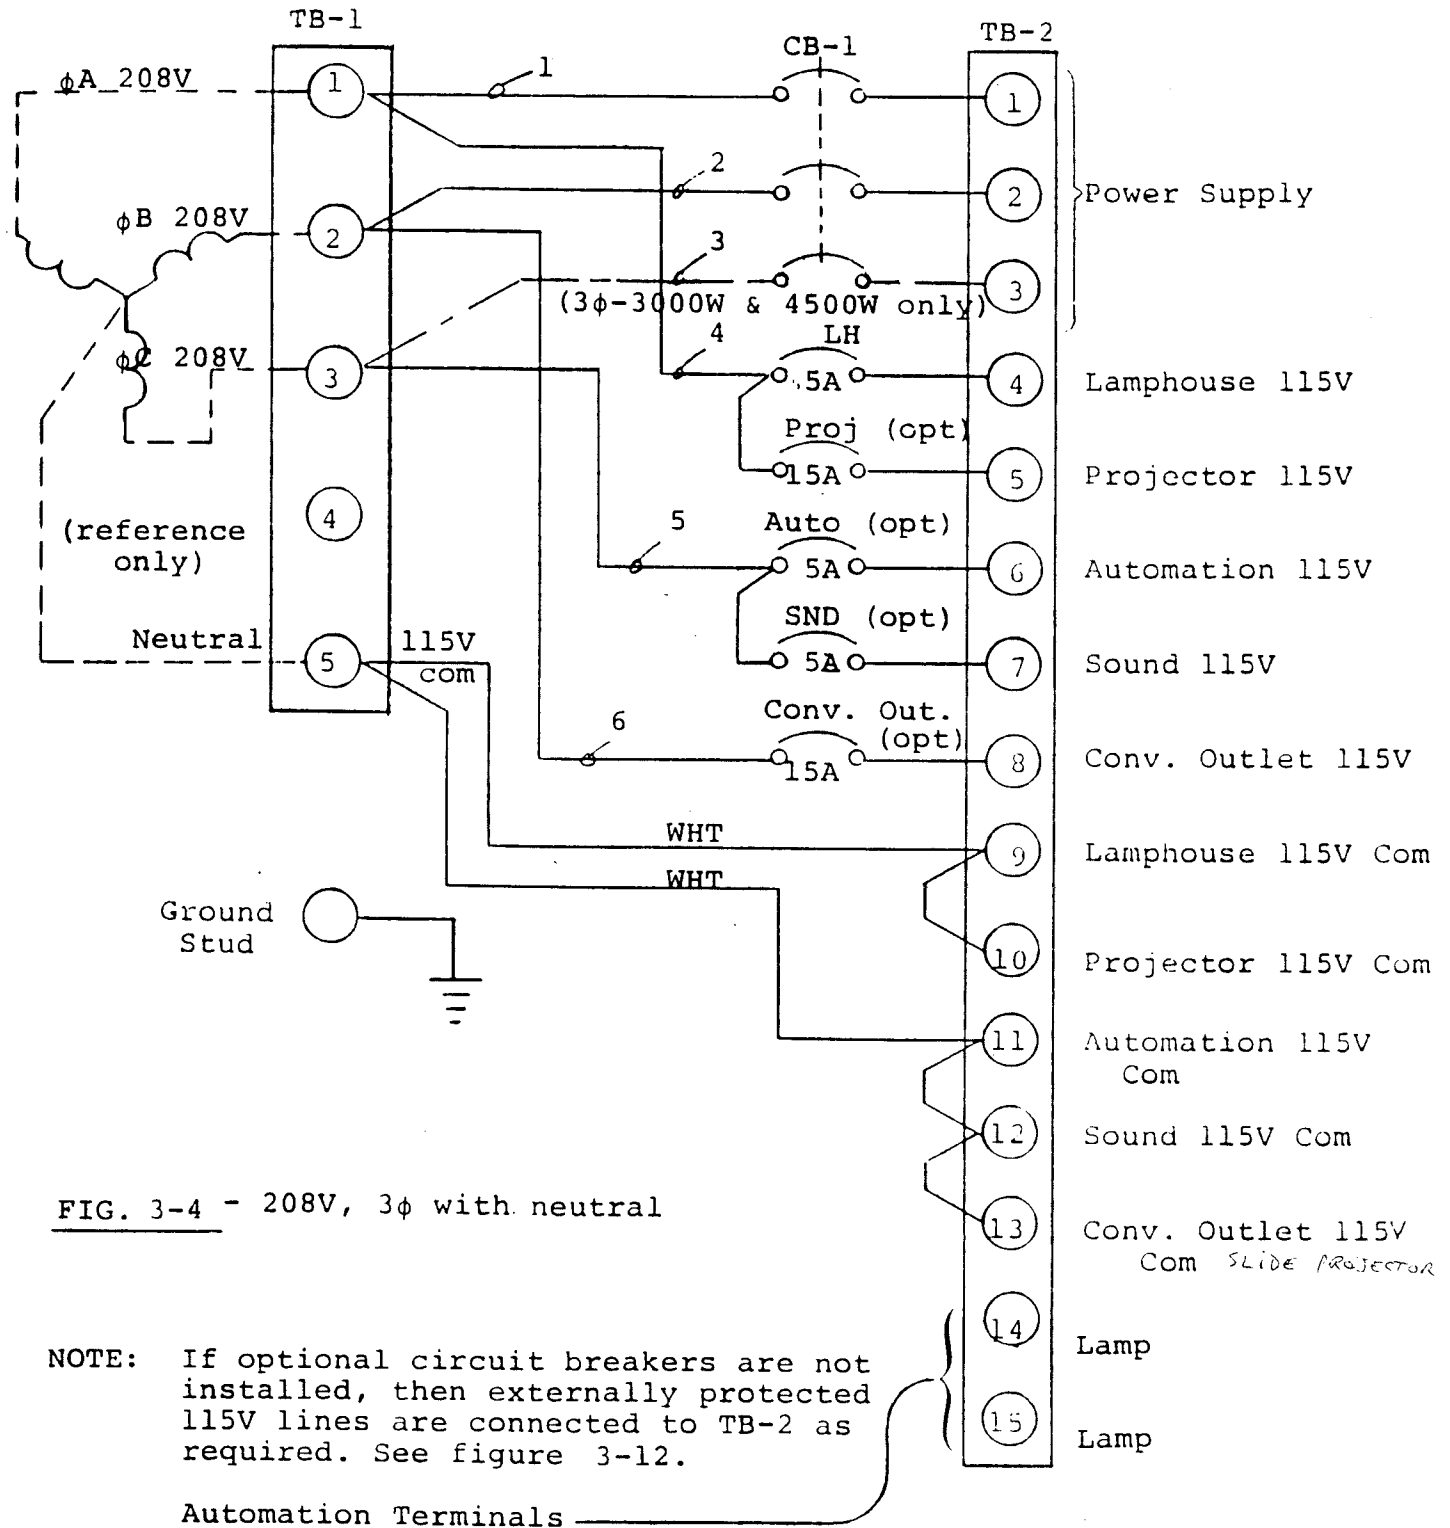 TB-1
CB-1
TB-2
φA 208V
1
1
1
2
φB 208V
2
2
Power Supply
3
3
(3φ-3000W & 4500W only)
4
LH
φC 208V
3
5A
4
Lamphouse 115V
Proj (opt)
15A
5
Projector 115V
4
(reference
only)
5
Auto (opt)
5A
6
Automation 115V
SND (opt)
Neutral
5
115V
com
5A
7
Sound 115V
6
Conv. Out.
(opt)
15A
8
Conv. Outlet 115V
WHT
9
Lamphouse 115V Com
WHT
Ground
Stud
10
Projector 115V Com
11
Automation 115V
Com
12
Sound 115V Com
FIG. 3-4 - 208V, 3φ with neutral
13
Conv. Outlet 115V
Com SLIDE PROJECTOR
14
Lamp
NOTE: If optional circuit breakers are not
installed, then externally protected
115V lines are connected to TB-2 as
required. See figure 3-12.
15
Lamp
Automation Terminals